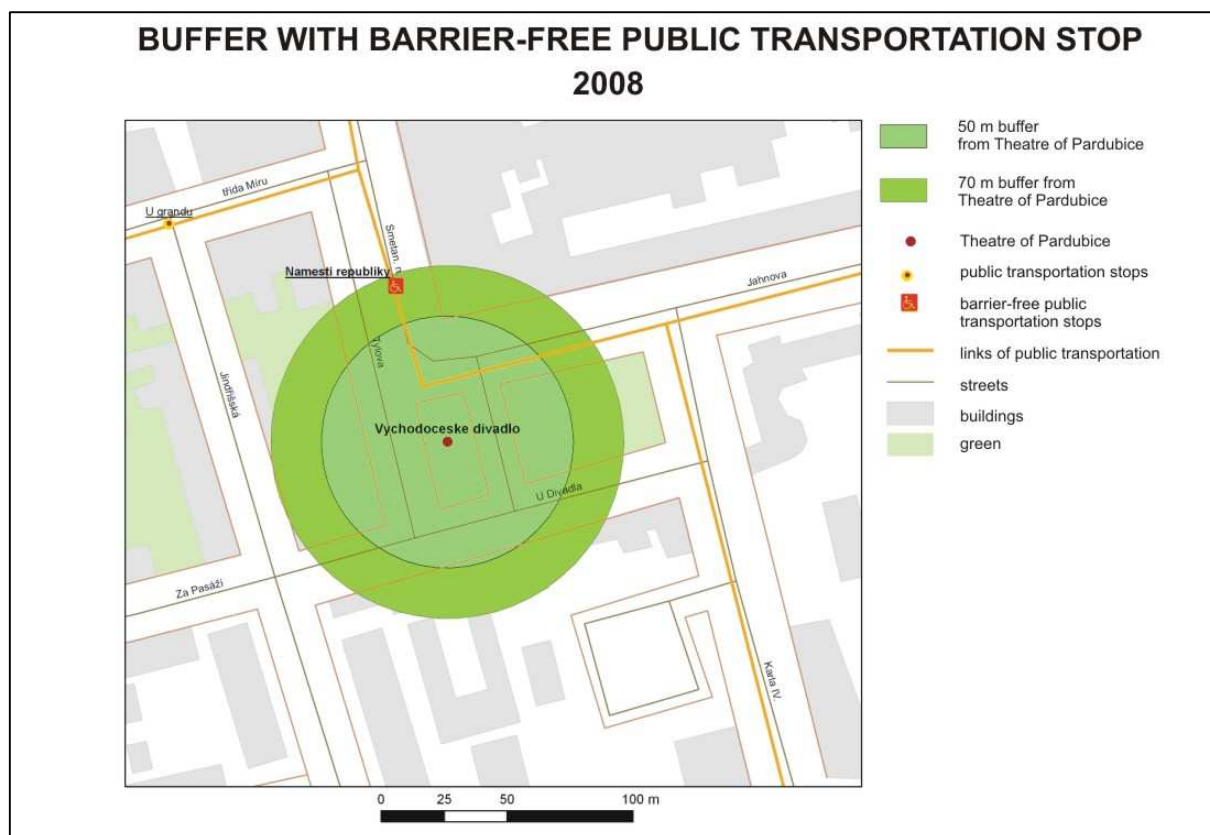 BUFFER WITH BARRIER-FREE PUBLIC TRANSPORTATION STOP
2008
50 m buffer
from Theatre of Pardubice
70 m buffer from
Theatre of Pardubice
Theatre of Pardubice
public transportation stops
barrier-free public
transportation stops
links of public transportation
streets
buildings
green
třída Míru
U grandu
Smetan. n.
Namesti republiky
Jahnova
Tylova
Jindřišská
Vychodoceske divadlo
U Divadla
Za Pasáží
Karla IV.
0 25 50 100 m